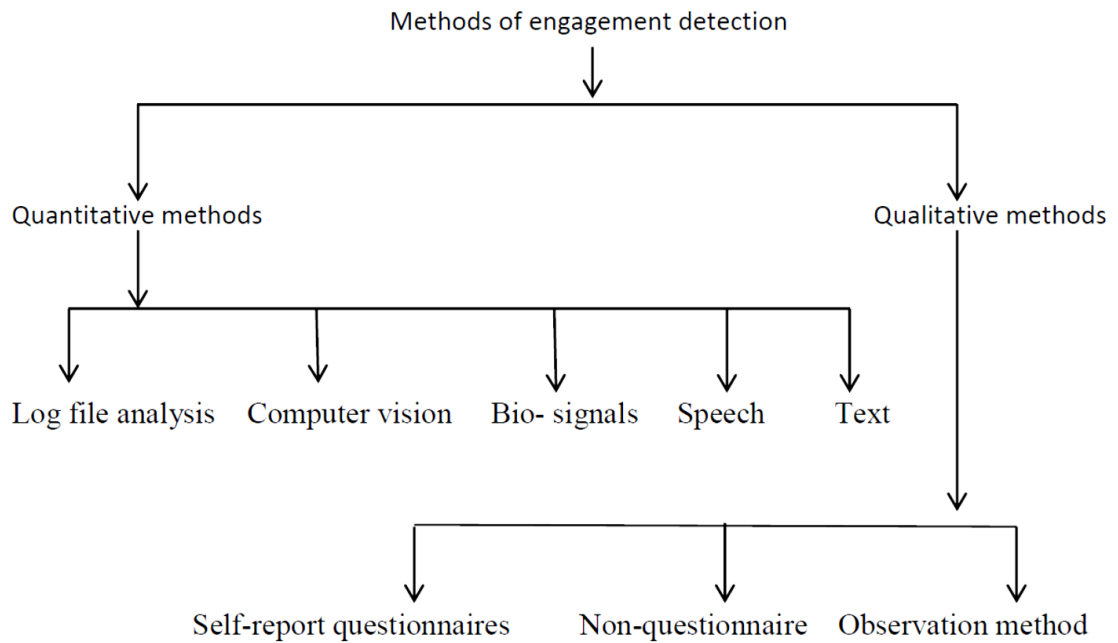 Methods of engagement detection
Quantitative methods
Qualitative methods
Log file analysis
Computer vision
Bio- signals
Speech
Text
Self-report questionnaires
Non-questionnaire
Observation method